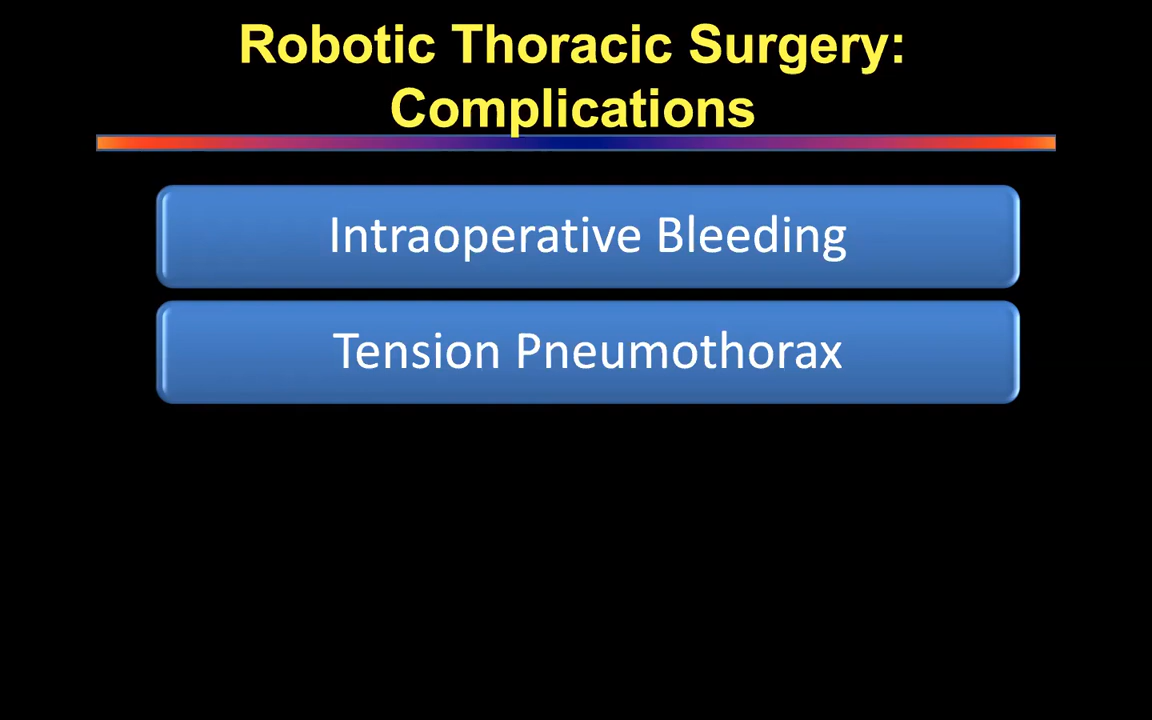 Robotic Thoracic Surgery:
Complications
Intraoperative Bleeding
Tension Pneumothorax